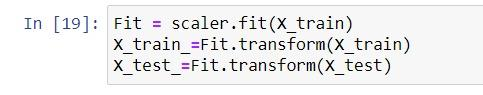 In [19]: Fit = scaler.fit(X_train)
X_train_=Fit.transform(X_train)
X_test_=Fit.transform(X_test)